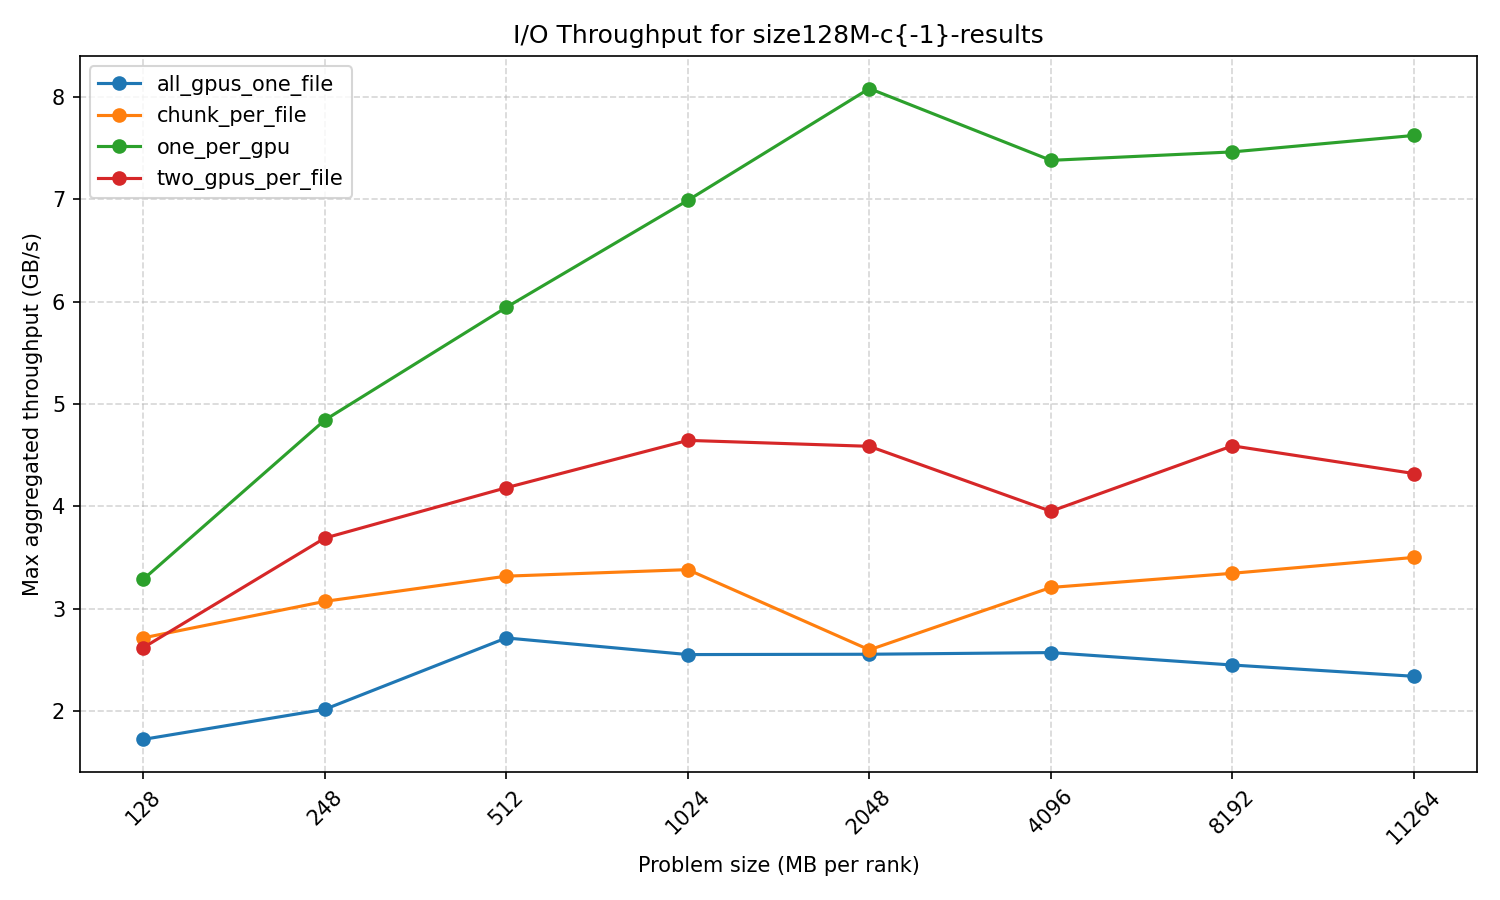 I/O Throughput for size128M-c{-1}-results
all_gpus_one_file
chunk_per_file
one_per_gpu
two_gpus_per_file
Max aggregated throughput (GB/s)
8
7
6
5
4
3
2
128
248
512
1024
2048
4096
8192
11264
Problem size (MB per rank)